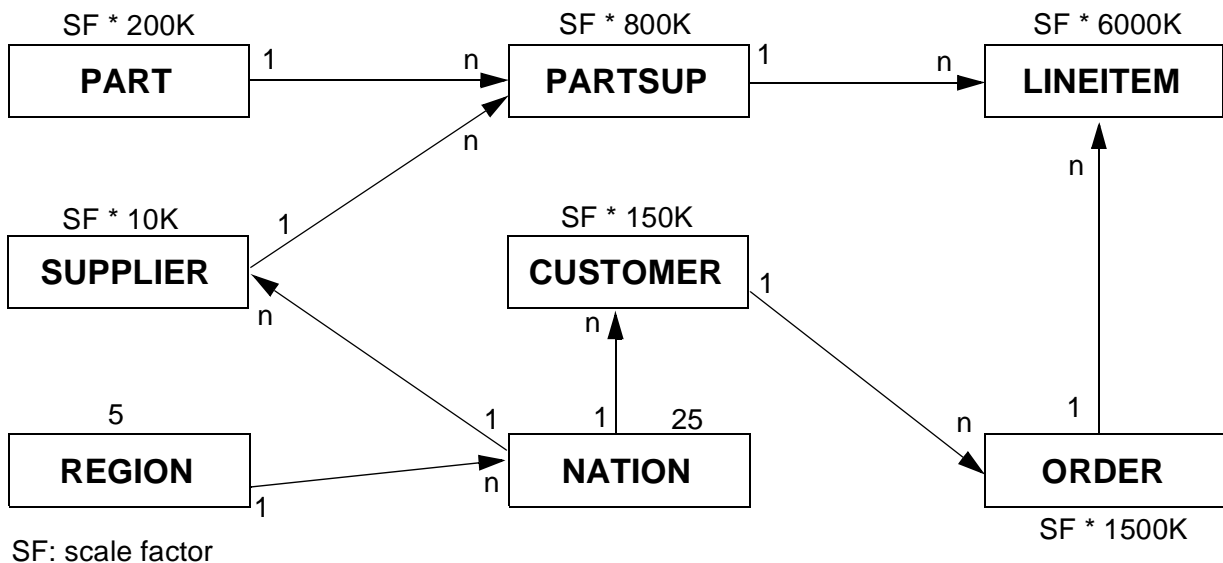 SF * 200K
SF * 800K
SF * 6000K
PART
1
n
PARTSUP
1
n
LINEITEM
n
n
SF * 10K
1
SF * 150K
SUPPLIER
CUSTOMER
1
n
n
5
1
1
25
n
1
REGION
NATION
ORDER
1
n
SF * 1500K
SF: scale factor